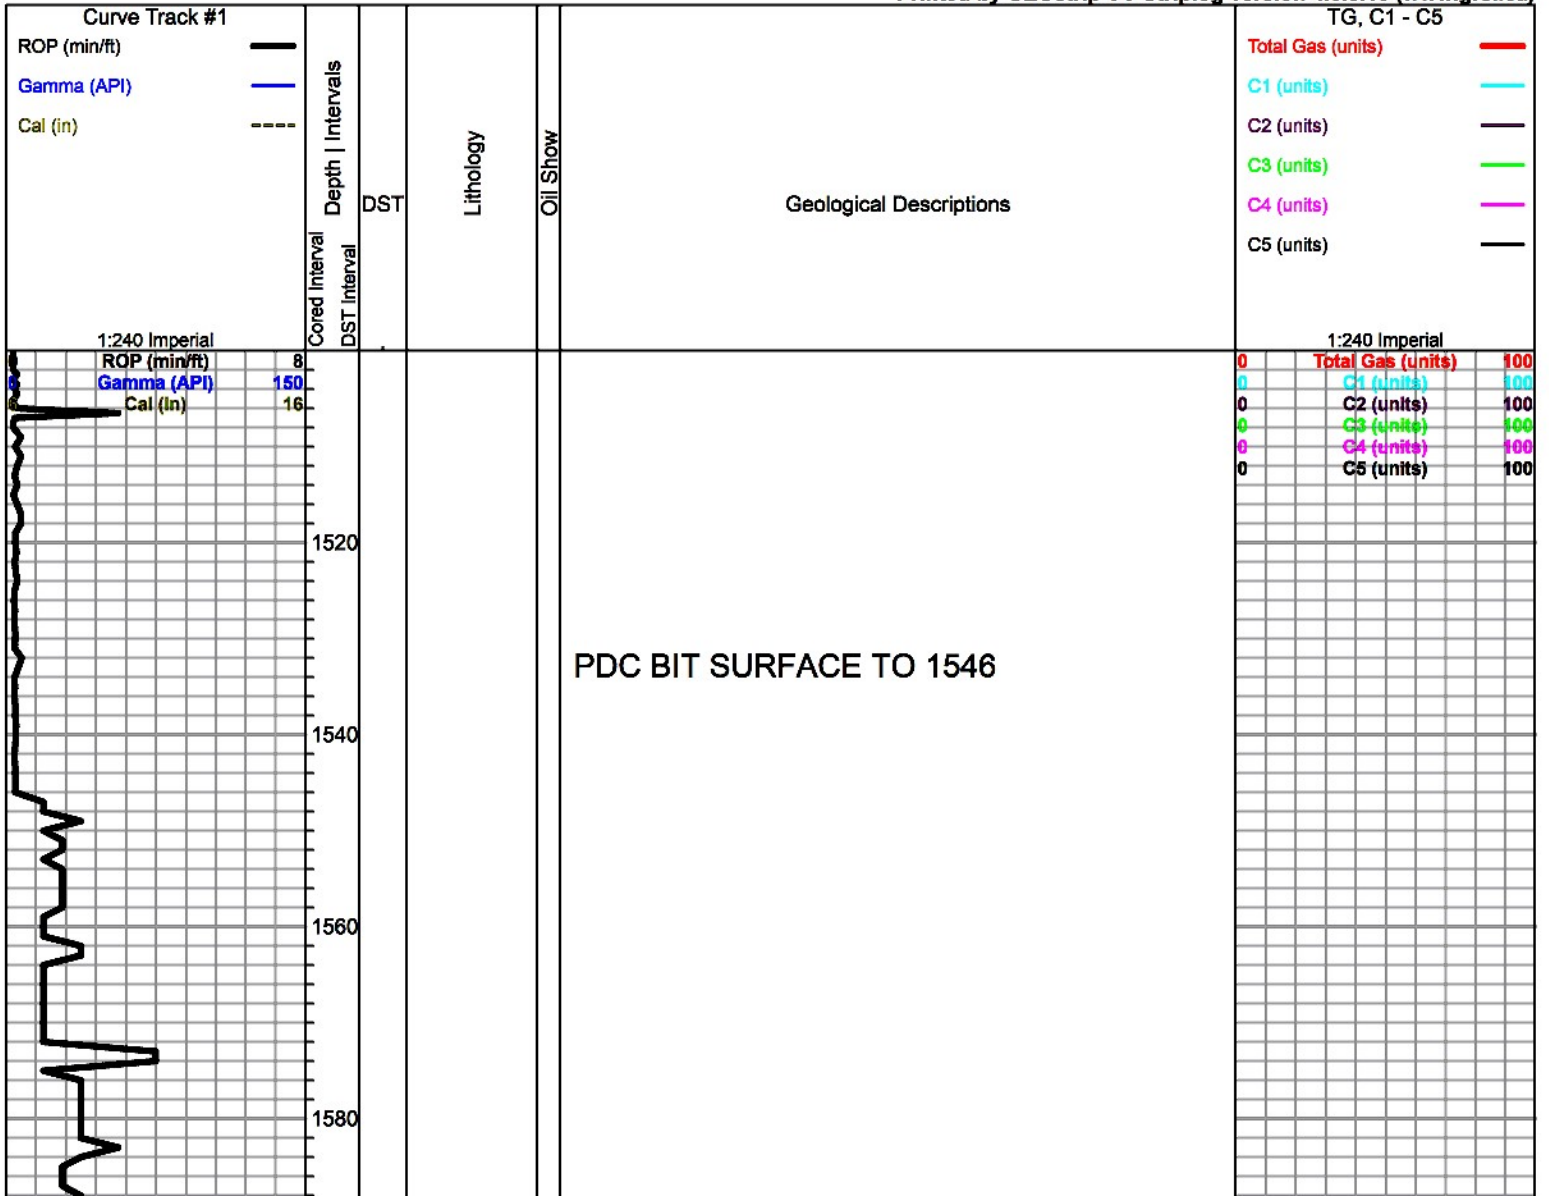 Curve Track #1
ROP (min/ft)
Gamma (API)
Cal (in)
1:240 Imperial
Cored Interval
Depth | Intervals
DST Interval
DST
Lithology
Oil Show
Geological Descriptions
TG, C1 - C5
Total Gas (units)
C1 (units)
C2 (units)
C3 (units)
C4 (units)
C5 (units)
1:240 Imperial
ROP (min/ft) 8
Gamma (API) 150
Cal (in) 16
0 Total Gas (units) 100
0 C1 (units) 100
0 C2 (units) 100
0 C3 (units) 100
0 C4 (units) 100
0 C5 (units) 100
1520
PDC BIT SURFACE TO 1546
1540
1560
1580